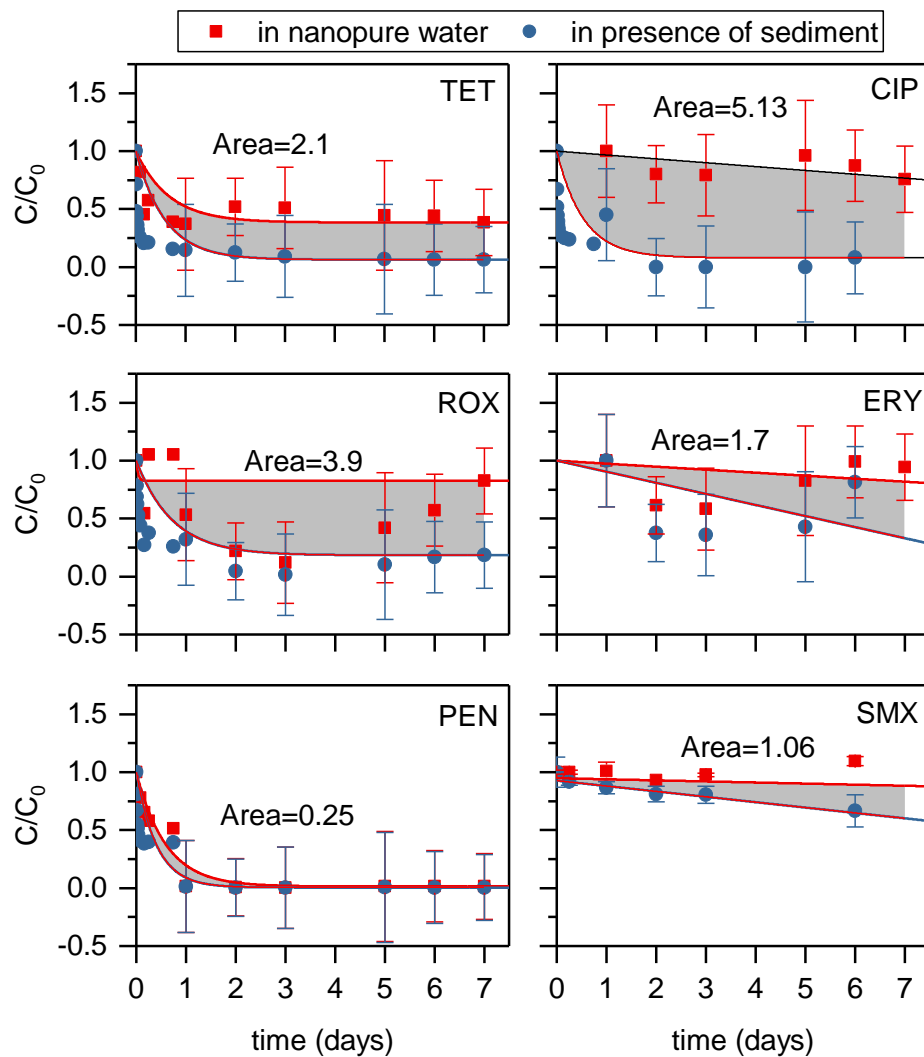 in nanopure water in presence of sediment
TET
Area=2.1
1.5
1.0
0.5
0.0
-0.5
C/C0
CIP
Area=5.13
ROX
Area=3.9
1.5
1.0
0.5
0.0
-0.5
C/C0
ERY
Area=1.7
PEN
Area=0.25
1.5
1.0
0.5
0.0
-0.5
C/C0
0 1 2 3 4 5 6 7
time (days)
SMX
Area=1.06
0 1 2 3 4 5 6 7
time (days)